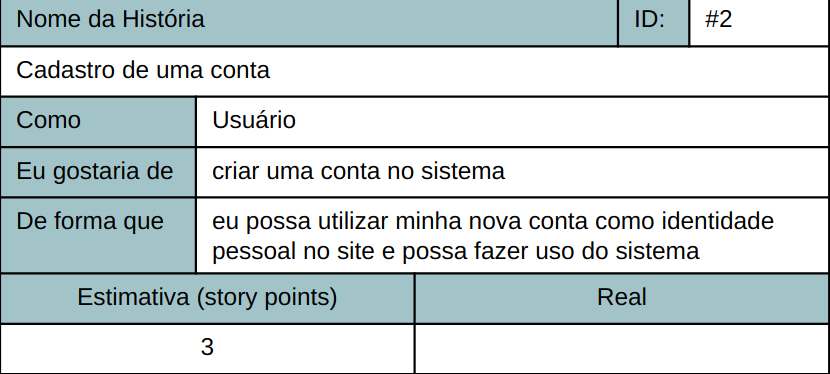 Nome da História ID: #2
Cadastro de uma conta
Como Usuário
Eu gostaria de criar uma conta no sistema
De forma que eu possa utilizar minha nova conta como identidade
pessoal no site e possa fazer uso do sistema
Estimativa (story points) Real
3